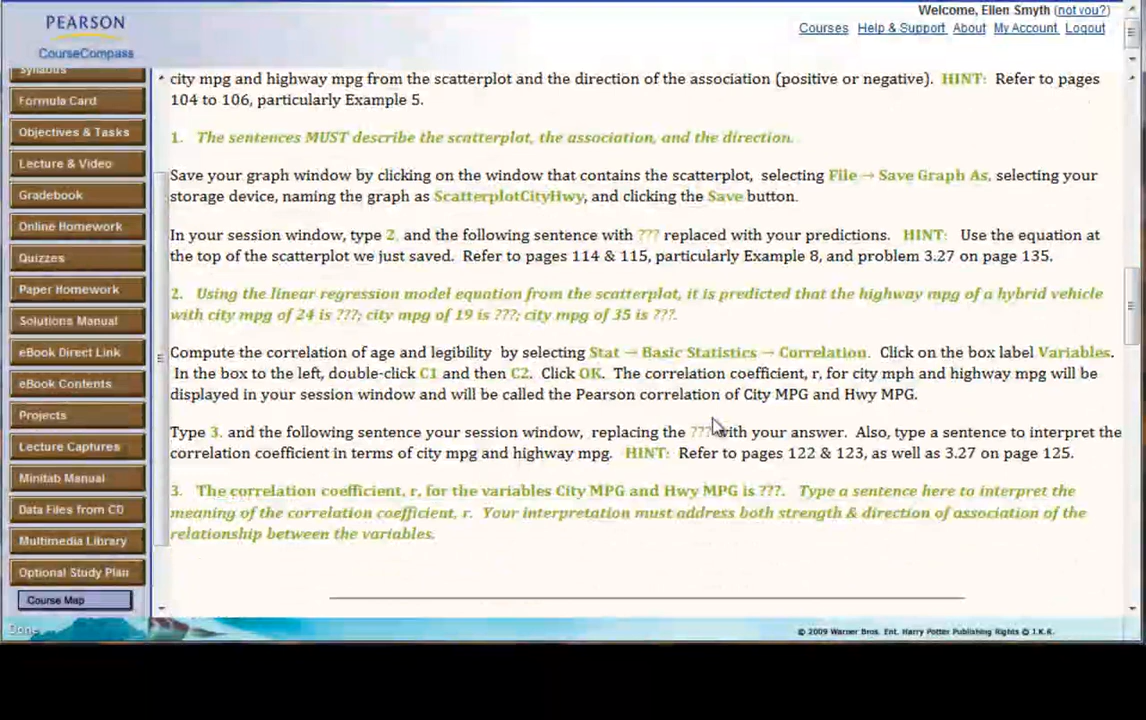 Welcome, Ellen Smyth (not you?)
PEARSON
Courses Help & Support About My Account Logout
CourseCompass
Syllabus
Formula Card
Objectives & Tasks
Lecture & Video
Gradebook
Online Homework
Quizzes
Paper Homework
Solutions Manual
eBook Direct Link
eBook Contents
Projects
Lecture Captures
Minitab Manual
Data Files from CD
Multimedia Library
Optional Study Plan
Course Map
city mpg and highway mpg from the scatterplot and the direction of the association (positive or negative). HINT: Refer to pages
104 to 106, particularly Example 5.
1. The sentences MUST describe the scatterplot, the association, and the direction.
Save your graph window by clicking on the window that contains the scatterplot, selecting File → Save Graph As, selecting your
storage device, naming the graph as ScatterplotCityHwy, and clicking the Save button.
In your session window, type 2. and the following sentence with ??? replaced with your predictions. HINT: Use the equation at
the top of the scatterplot we just saved. Refer to pages 114 & 115, particularly Example 8, and problem 3.27 on page 135.
2. Using the linear regression model equation from the scatterplot, it is predicted that the highway mpg of a hybrid vehicle
with city mpg of 24 is ???; city mpg of 19 is ???; city mpg of 35 is ???.
Compute the correlation of age and legibility by selecting Stat → Basic Statistics → Correlation. Click on the box label Variables.
In the box to the left, double-click C1 and then C2. Click OK. The correlation coefficient, r, for city mph and highway mpg will be
displayed in your session window and will be called the Pearson correlation of City MPG and Hwy MPG.
Type 3. and the following sentence your session window, replacing the ??? with your answer. Also, type a sentence to interpret the
correlation coefficient in terms of city mpg and highway mpg. HINT: Refer to pages 122 & 123, as well as 3.27 on page 125.
3. The correlation coefficient, r, for the variables City MPG and Hwy MPG is ???. Type a sentence here to interpret the
meaning of the correlation coefficient, r. Your interpretation must address both strength & direction of association of the
relationship between the variables.
Done
© 2009 Warner Bros. Ent. Harry Potter Publishing Rights © J.K.R.